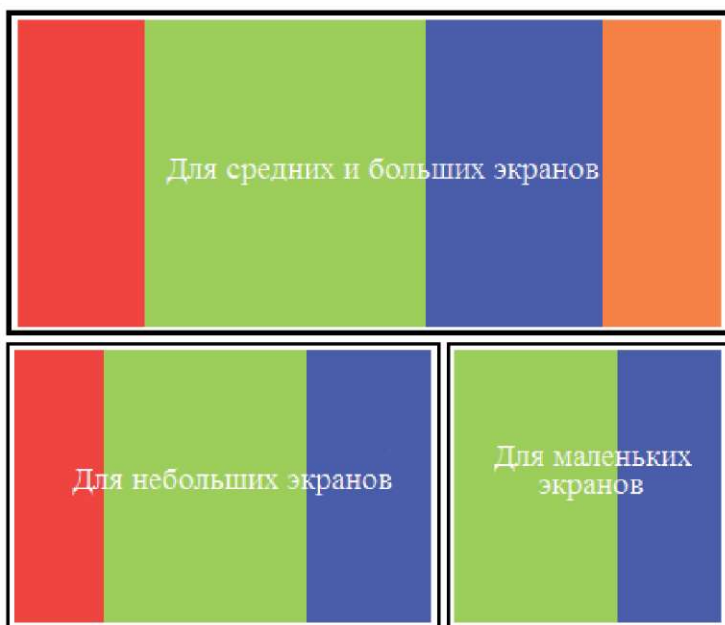 Для средних и больших экранов
Для небольших экранов
Для маленьких
экранов